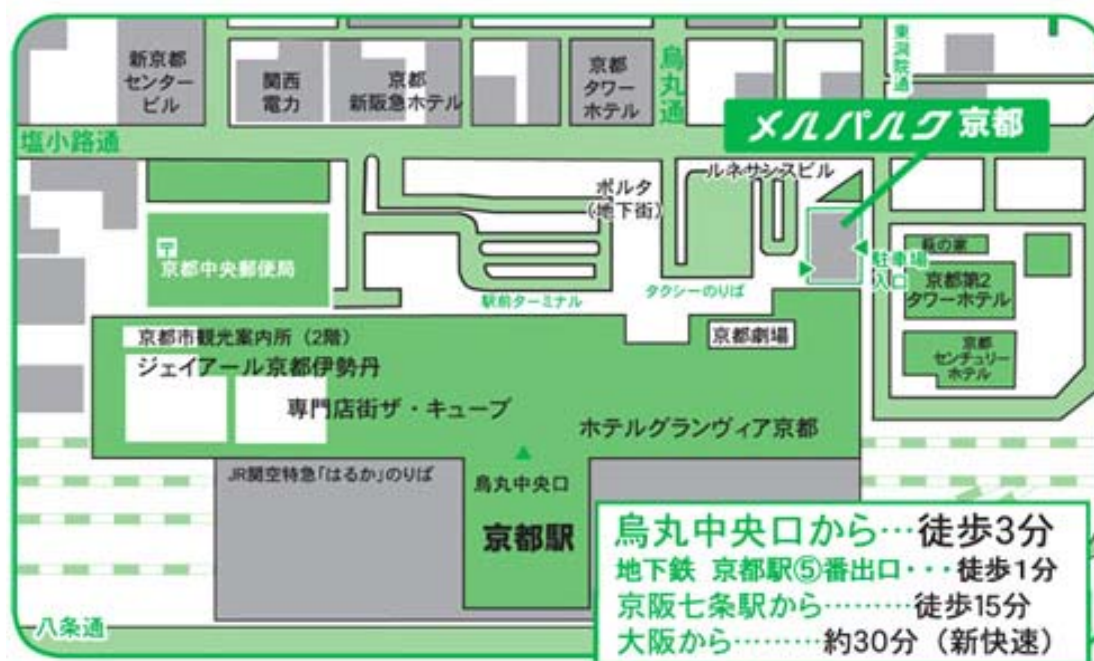 新京都
センター
ビル
関西
電力
京都
新阪急ホテル
京都
タワー
ホテル
烏丸通
東洞院通
メルパルク京都
塩小路通
ルネサンスビル
ポルタ
(地下街)
〒
京都中央郵便局
駅前ターミナル
タクシーのりば
駐車場
入口
萩の家
京都第2
タワーホテル
京都
センチュリー
ホテル
京都劇場
京都市観光案内所(2階)
ジェイアール京都伊勢丹
専門店街ザ・キューブ
ホテルグランヴィア京都
JR関空特急「はるか」のりば
烏丸中央口
京都駅
八条通
烏丸中央口から…徒歩3分
地下鉄 京都駅⑤番出口・・・徒歩1分
京阪七条駅から………徒歩15分
大阪から………約30分(新快速)